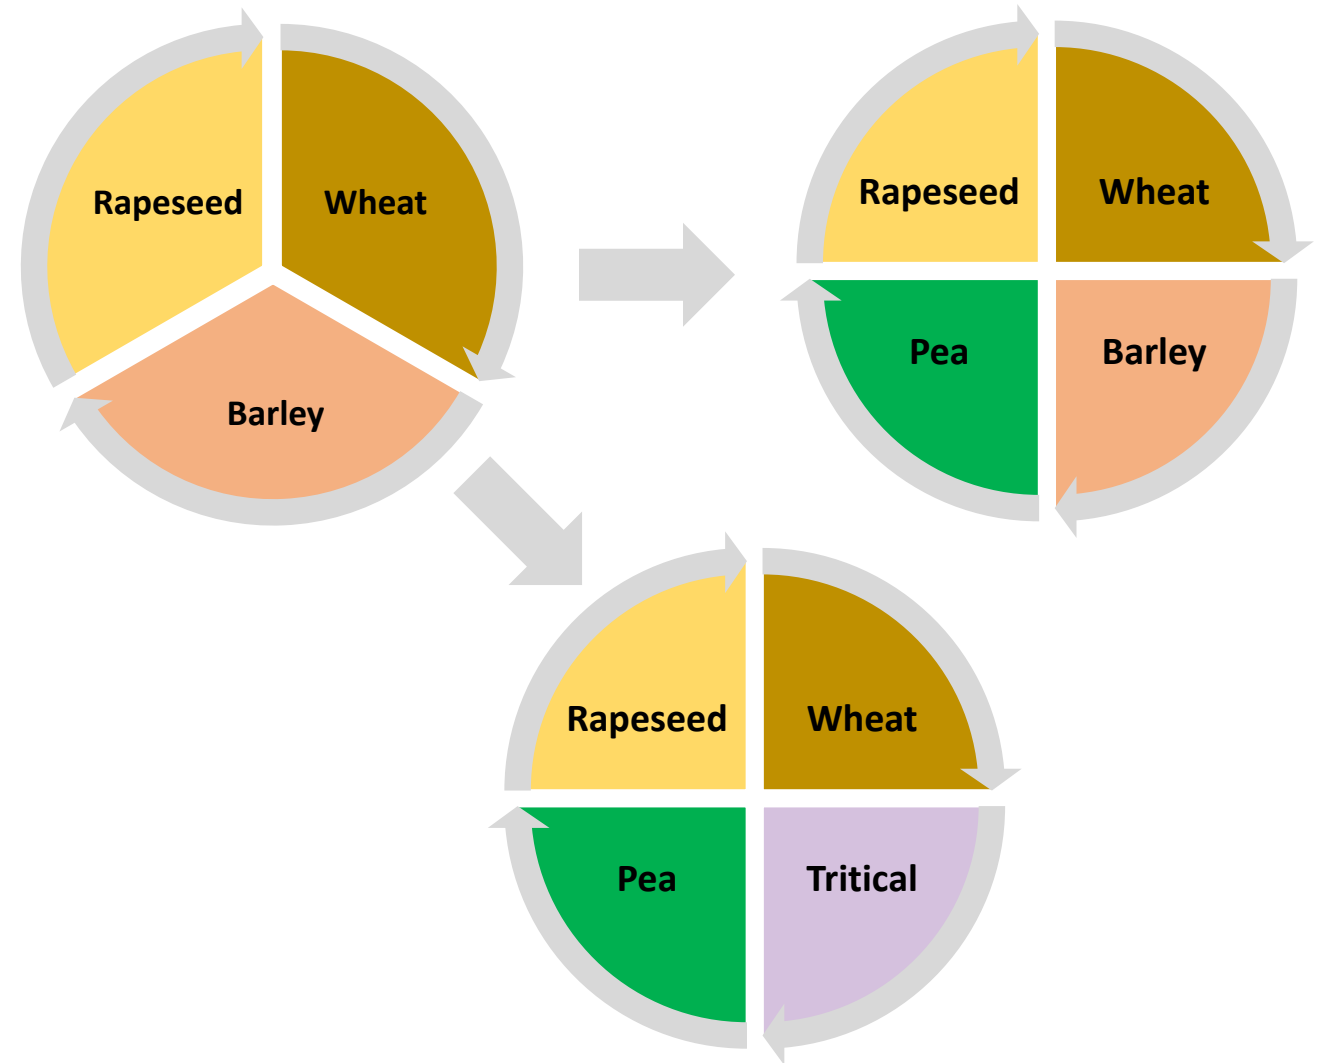 Rapeseed
Wheat
Barley
Rapeseed
Wheat
Pea
Barley
Rapeseed
Wheat
Pea
Tritical